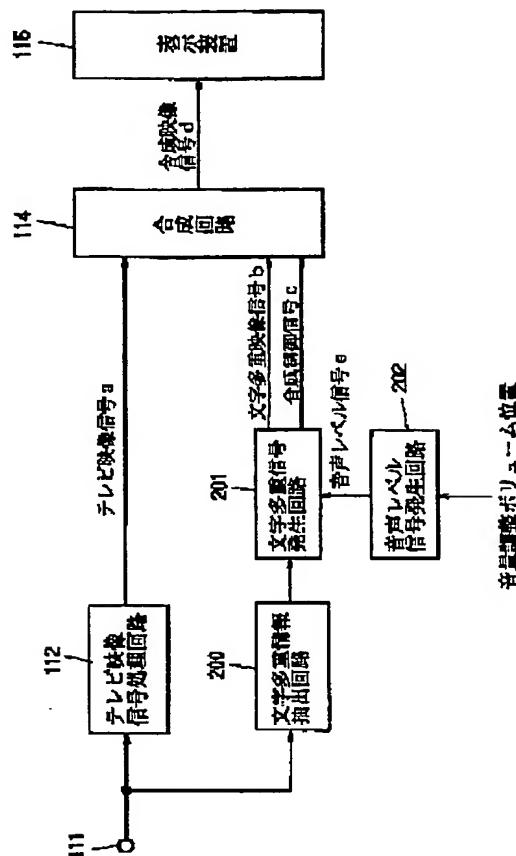 111
112
テレビ映像
信号処理回路
テレビ映像信号a
200
文字多重情報
抽出回路
201
文字多重信号
発生回路
文字多重映像信号b
合成制御信号c
音声レベル信号e
202
音声レベル
信号発生回路
音量調整ボリューム位置
114
合成回路
合成映像
信号d
115
表示装置